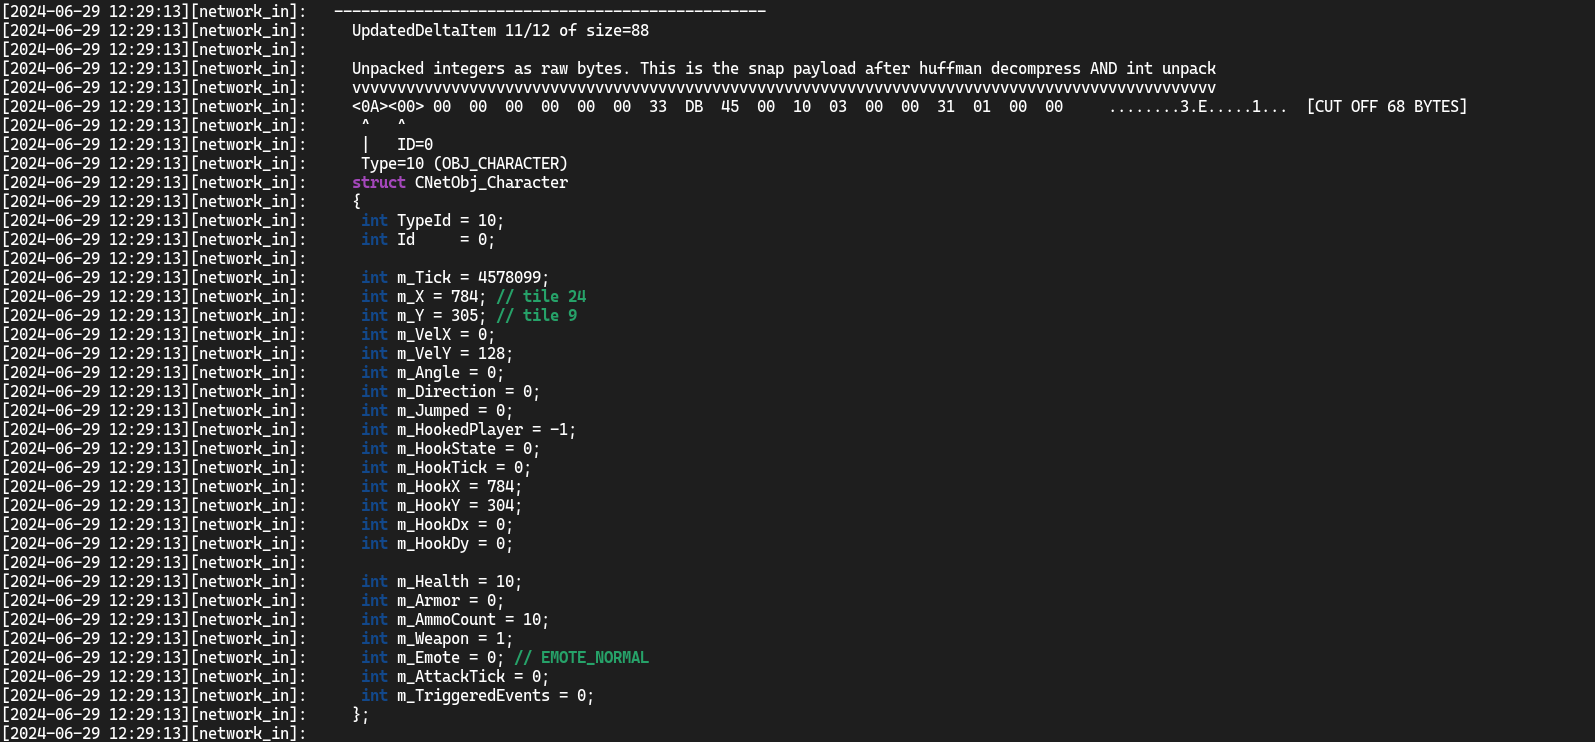 [2024-06-29 12:29:13][network_in]:   ------------------------------------------------
[2024-06-29 12:29:13][network_in]:     UpdatedDeltaItem 11/12 of size=88
[2024-06-29 12:29:13][network_in]:
[2024-06-29 12:29:13][network_in]:     Unpacked integers as raw bytes. This is the snap payload after huffman decompress AND int unpack
[2024-06-29 12:29:13][network_in]:     vvvvvvvvvvvvvvvvvvvvvvvvvvvvvvvvvvvvvvvvvvvvvvvvvvvvvvvvvvvvvvvvvvvvvvvvvvvvvvvvvvvvvvvvvvvvvvvv
[2024-06-29 12:29:13][network_in]:     <0A><00> 00  00  00  00  00  00  33  DB  45  00  10  03  00  00  31  01  00  00     ........3.E.....1...  [CUT OFF 68 BYTES]
[2024-06-29 12:29:13][network_in]:      ^   ^
[2024-06-29 12:29:13][network_in]:      |   ID=0
[2024-06-29 12:29:13][network_in]:      Type=10 (OBJ_CHARACTER)
[2024-06-29 12:29:13][network_in]:     struct CNetObj_Character
[2024-06-29 12:29:13][network_in]:     {
[2024-06-29 12:29:13][network_in]:      int TypeId = 10;
[2024-06-29 12:29:13][network_in]:      int Id     = 0;
[2024-06-29 12:29:13][network_in]:
[2024-06-29 12:29:13][network_in]:      int m_Tick = 4578099;
[2024-06-29 12:29:13][network_in]:      int m_X = 784; // tile 24
[2024-06-29 12:29:13][network_in]:      int m_Y = 305; // tile 9
[2024-06-29 12:29:13][network_in]:      int m_VelX = 0;
[2024-06-29 12:29:13][network_in]:      int m_VelY = 128;
[2024-06-29 12:29:13][network_in]:      int m_Angle = 0;
[2024-06-29 12:29:13][network_in]:      int m_Direction = 0;
[2024-06-29 12:29:13][network_in]:      int m_Jumped = 0;
[2024-06-29 12:29:13][network_in]:      int m_HookedPlayer = -1;
[2024-06-29 12:29:13][network_in]:      int m_HookState = 0;
[2024-06-29 12:29:13][network_in]:      int m_HookTick = 0;
[2024-06-29 12:29:13][network_in]:      int m_HookX = 784;
[2024-06-29 12:29:13][network_in]:      int m_HookY = 304;
[2024-06-29 12:29:13][network_in]:      int m_HookDx = 0;
[2024-06-29 12:29:13][network_in]:      int m_HookDy = 0;
[2024-06-29 12:29:13][network_in]:
[2024-06-29 12:29:13][network_in]:      int m_Health = 10;
[2024-06-29 12:29:13][network_in]:      int m_Armor = 0;
[2024-06-29 12:29:13][network_in]:      int m_AmmoCount = 10;
[2024-06-29 12:29:13][network_in]:      int m_Weapon = 1;
[2024-06-29 12:29:13][network_in]:      int m_Emote = 0; // EMOTE_NORMAL
[2024-06-29 12:29:13][network_in]:      int m_AttackTick = 0;
[2024-06-29 12:29:13][network_in]:      int m_TriggeredEvents = 0;
[2024-06-29 12:29:13][network_in]:     };
[2024-06-29 12:29:13][network_in]: